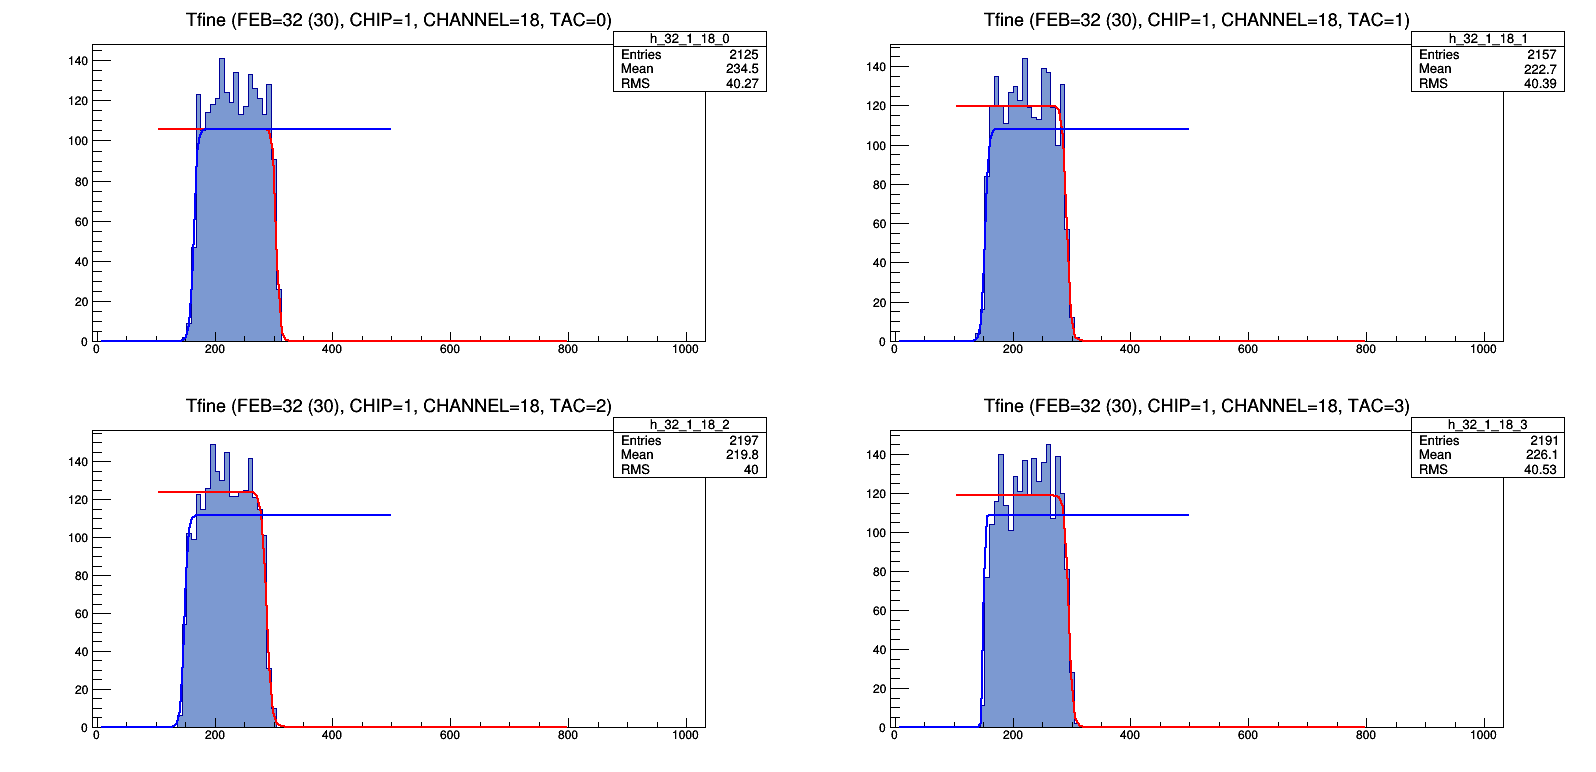 Tfine (FEB=32 (30), CHIP=1, CHANNEL=18, TAC=0)
h_32_1_18_0
Entries 2125
Mean 234.5
RMS 40.27
140
120
100
80
60
40
20
0
0 200 400 600 800 1000
Tfine (FEB=32 (30), CHIP=1, CHANNEL=18, TAC=1)
h_32_1_18_1
Entries 2157
Mean 222.7
RMS 40.39
140
120
100
80
60
40
20
0
0 200 400 600 800 1000
Tfine (FEB=32 (30), CHIP=1, CHANNEL=18, TAC=2)
h_32_1_18_2
Entries 2197
Mean 219.8
RMS 40
140
120
100
80
60
40
20
0
0 200 400 600 800 1000
Tfine (FEB=32 (30), CHIP=1, CHANNEL=18, TAC=3)
h_32_1_18_3
Entries 2191
Mean 226.1
RMS 40.53
140
120
100
80
60
40
20
0
0 200 400 600 800 1000